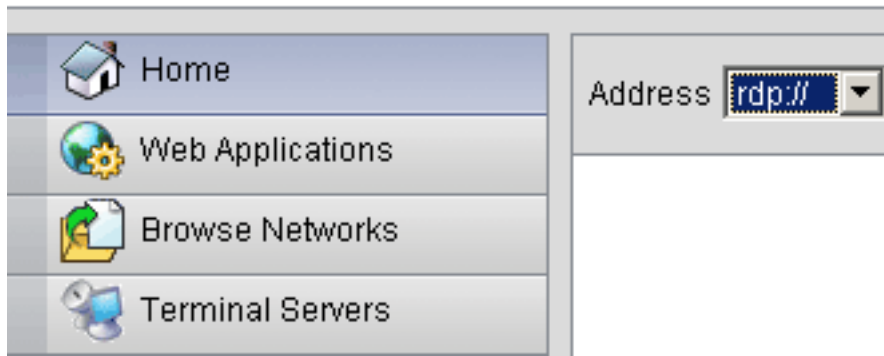 Home
Address rdp://
Web Applications
Browse Networks
Terminal Servers